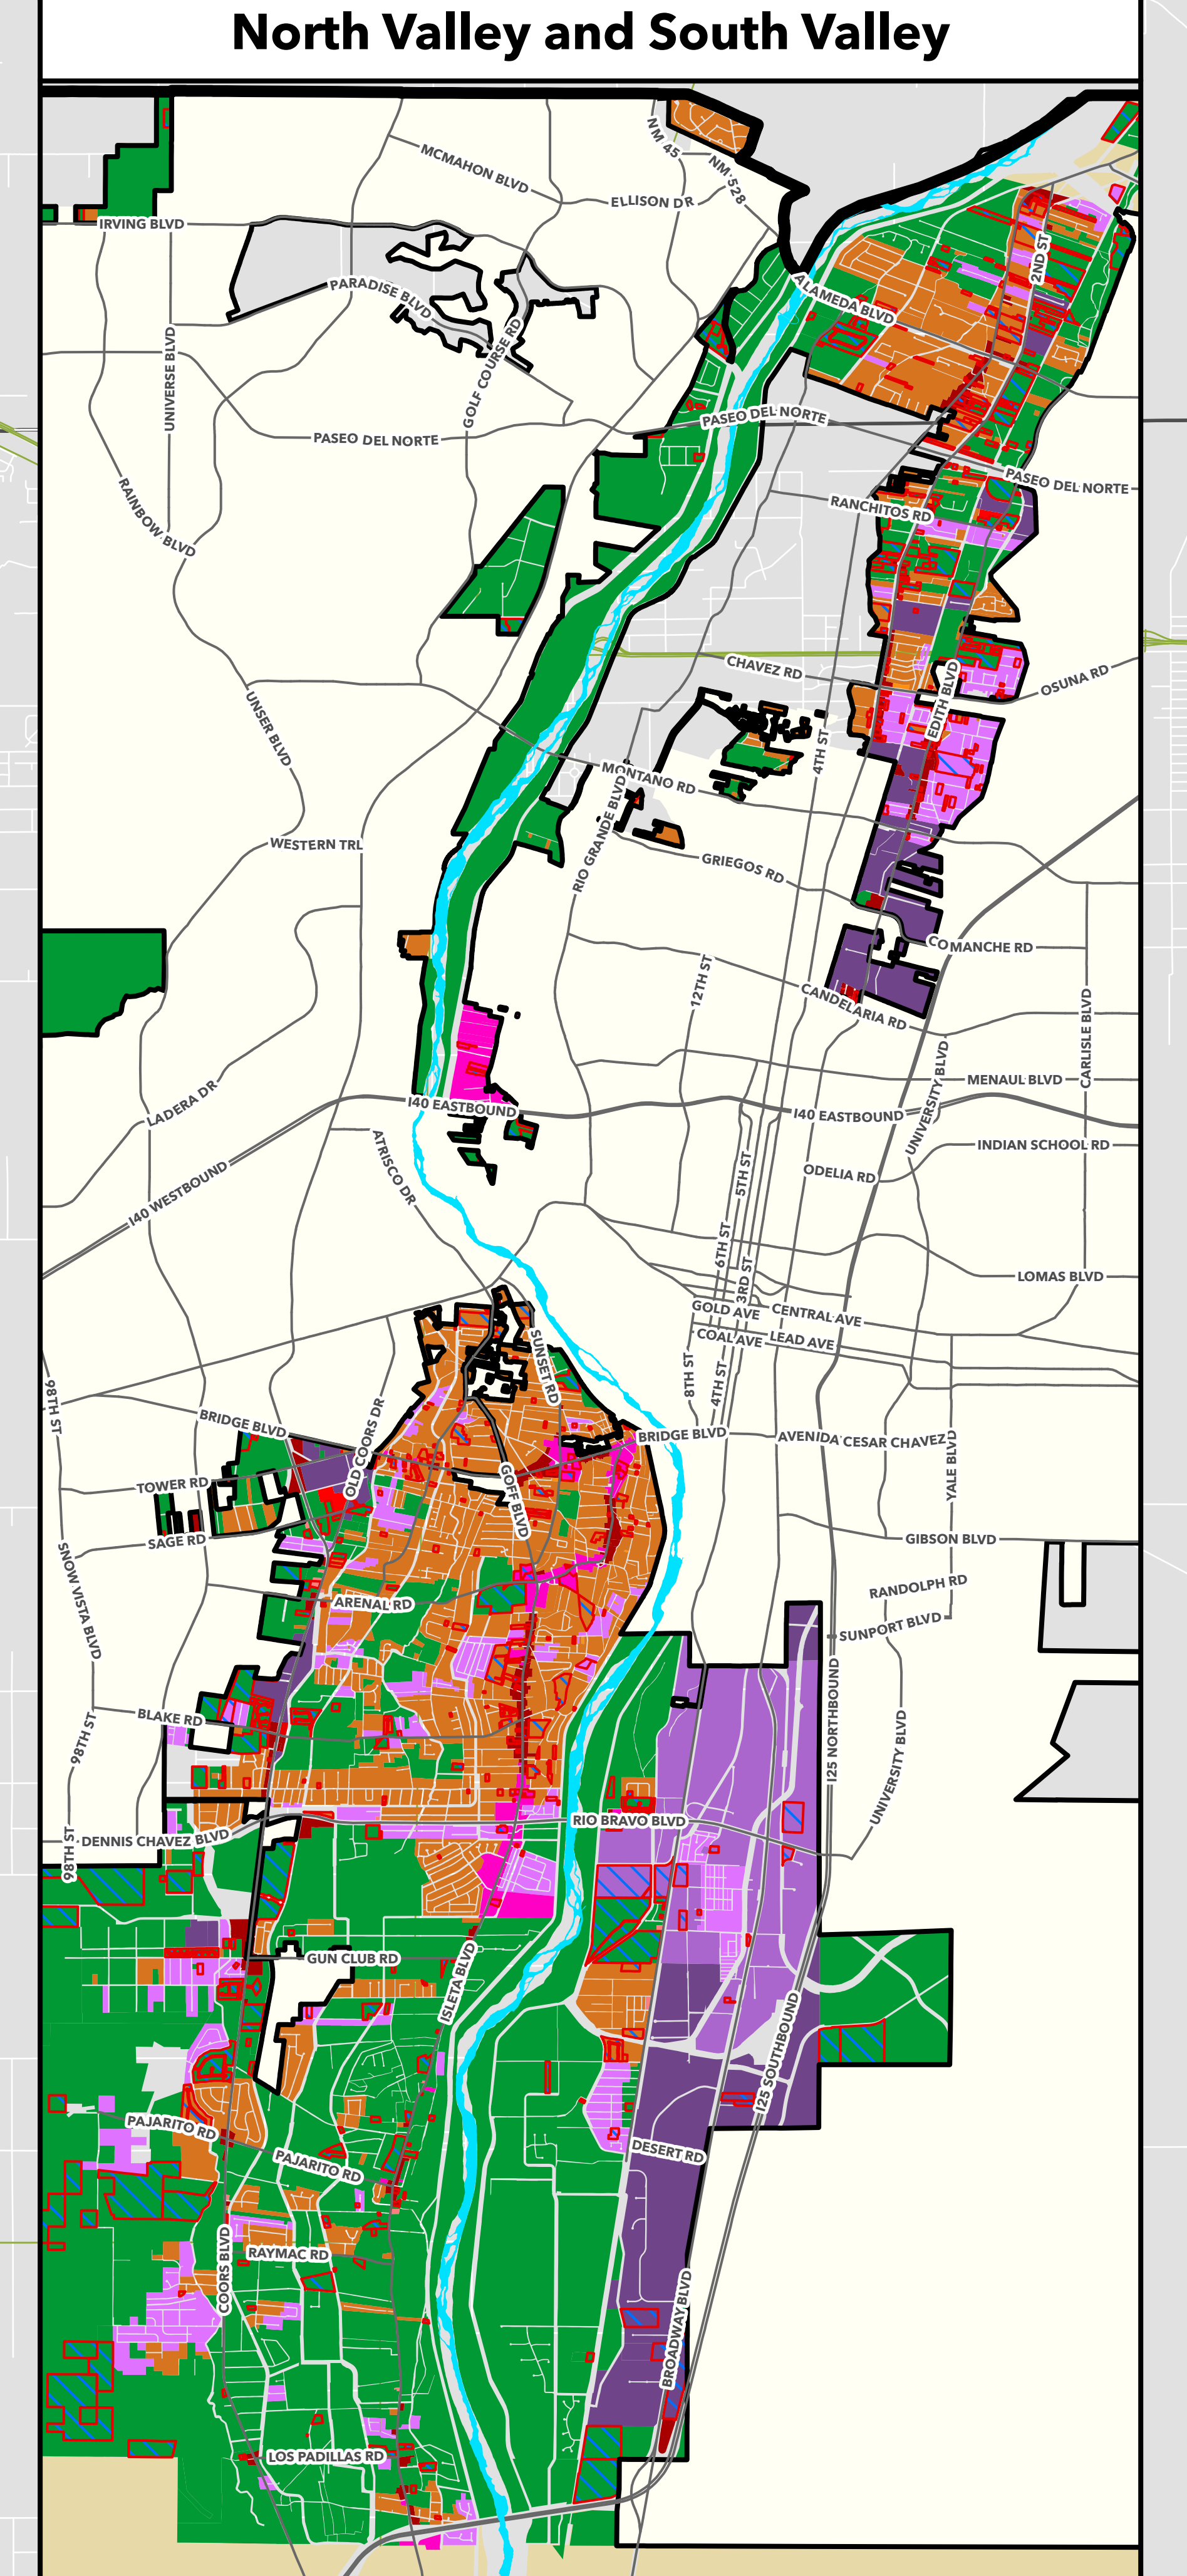 North Valley and South Valley
NM 45
MCMAHON BLVD
NM 528
ELLISON DR
IRVING BLVD
2ND ST
PARADISE BLVD
ALAMEDA BLVD
GOLF COURSE RD
UNIVERSE BLVD
PASEO DEL NORTE
PASEO DEL NORTE
PASEO DEL NORTE
RAINBOW BLVD
RANCHITOS RD
CHAVEZ RD
OSUNA RD
EDITH BLVD
UNSER BLVD
4TH ST
MONTANO RD
RIO GRANDE BLVD
WESTERN TRL
GRIEGOS RD
COMANCHE RD
12TH ST
CANDELARIA RD
CARLISLE BLVD
MENAUL BLVD
UNIVERSITY BLVD
LADERA DR
I40 EASTBOUND
I40 EASTBOUND
INDIAN SCHOOL RD
ATRISCO DR
5TH ST
ODELIA RD
I40 WESTBOUND
6TH ST
3RD ST
LOMAS BLVD
GOLD AVE
CENTRAL AVE
COAL AVE
LEAD AVE
SUNSET RD
8TH ST
4TH ST
98TH ST
BRIDGE BLVD
OLD COORS DR
BRIDGE BLVD
AVENIDA CESAR CHAVEZ
YALE BLVD
TOWER RD
GOFF BLVD
SAGE RD
GIBSON BLVD
SNOW VISTA BLVD
RANDOLPH RD
ARENAL RD
SUNPORT BLVD
I25 NORTHBOUND
BLAKE RD
98TH ST
UNIVERSITY BLVD
RIO BRAVO BLVD
DENNIS CHAVEZ BLVD
98TH ST
GUN CLUB RD
ISLETA BLVD
I25 SOUTHBOUND
PAJARITO RD
PAJARITO RD
DESERT RD
COORS BLVD
RAYMAC RD
BROADWAY BLVD
LOS PADILLAS RD